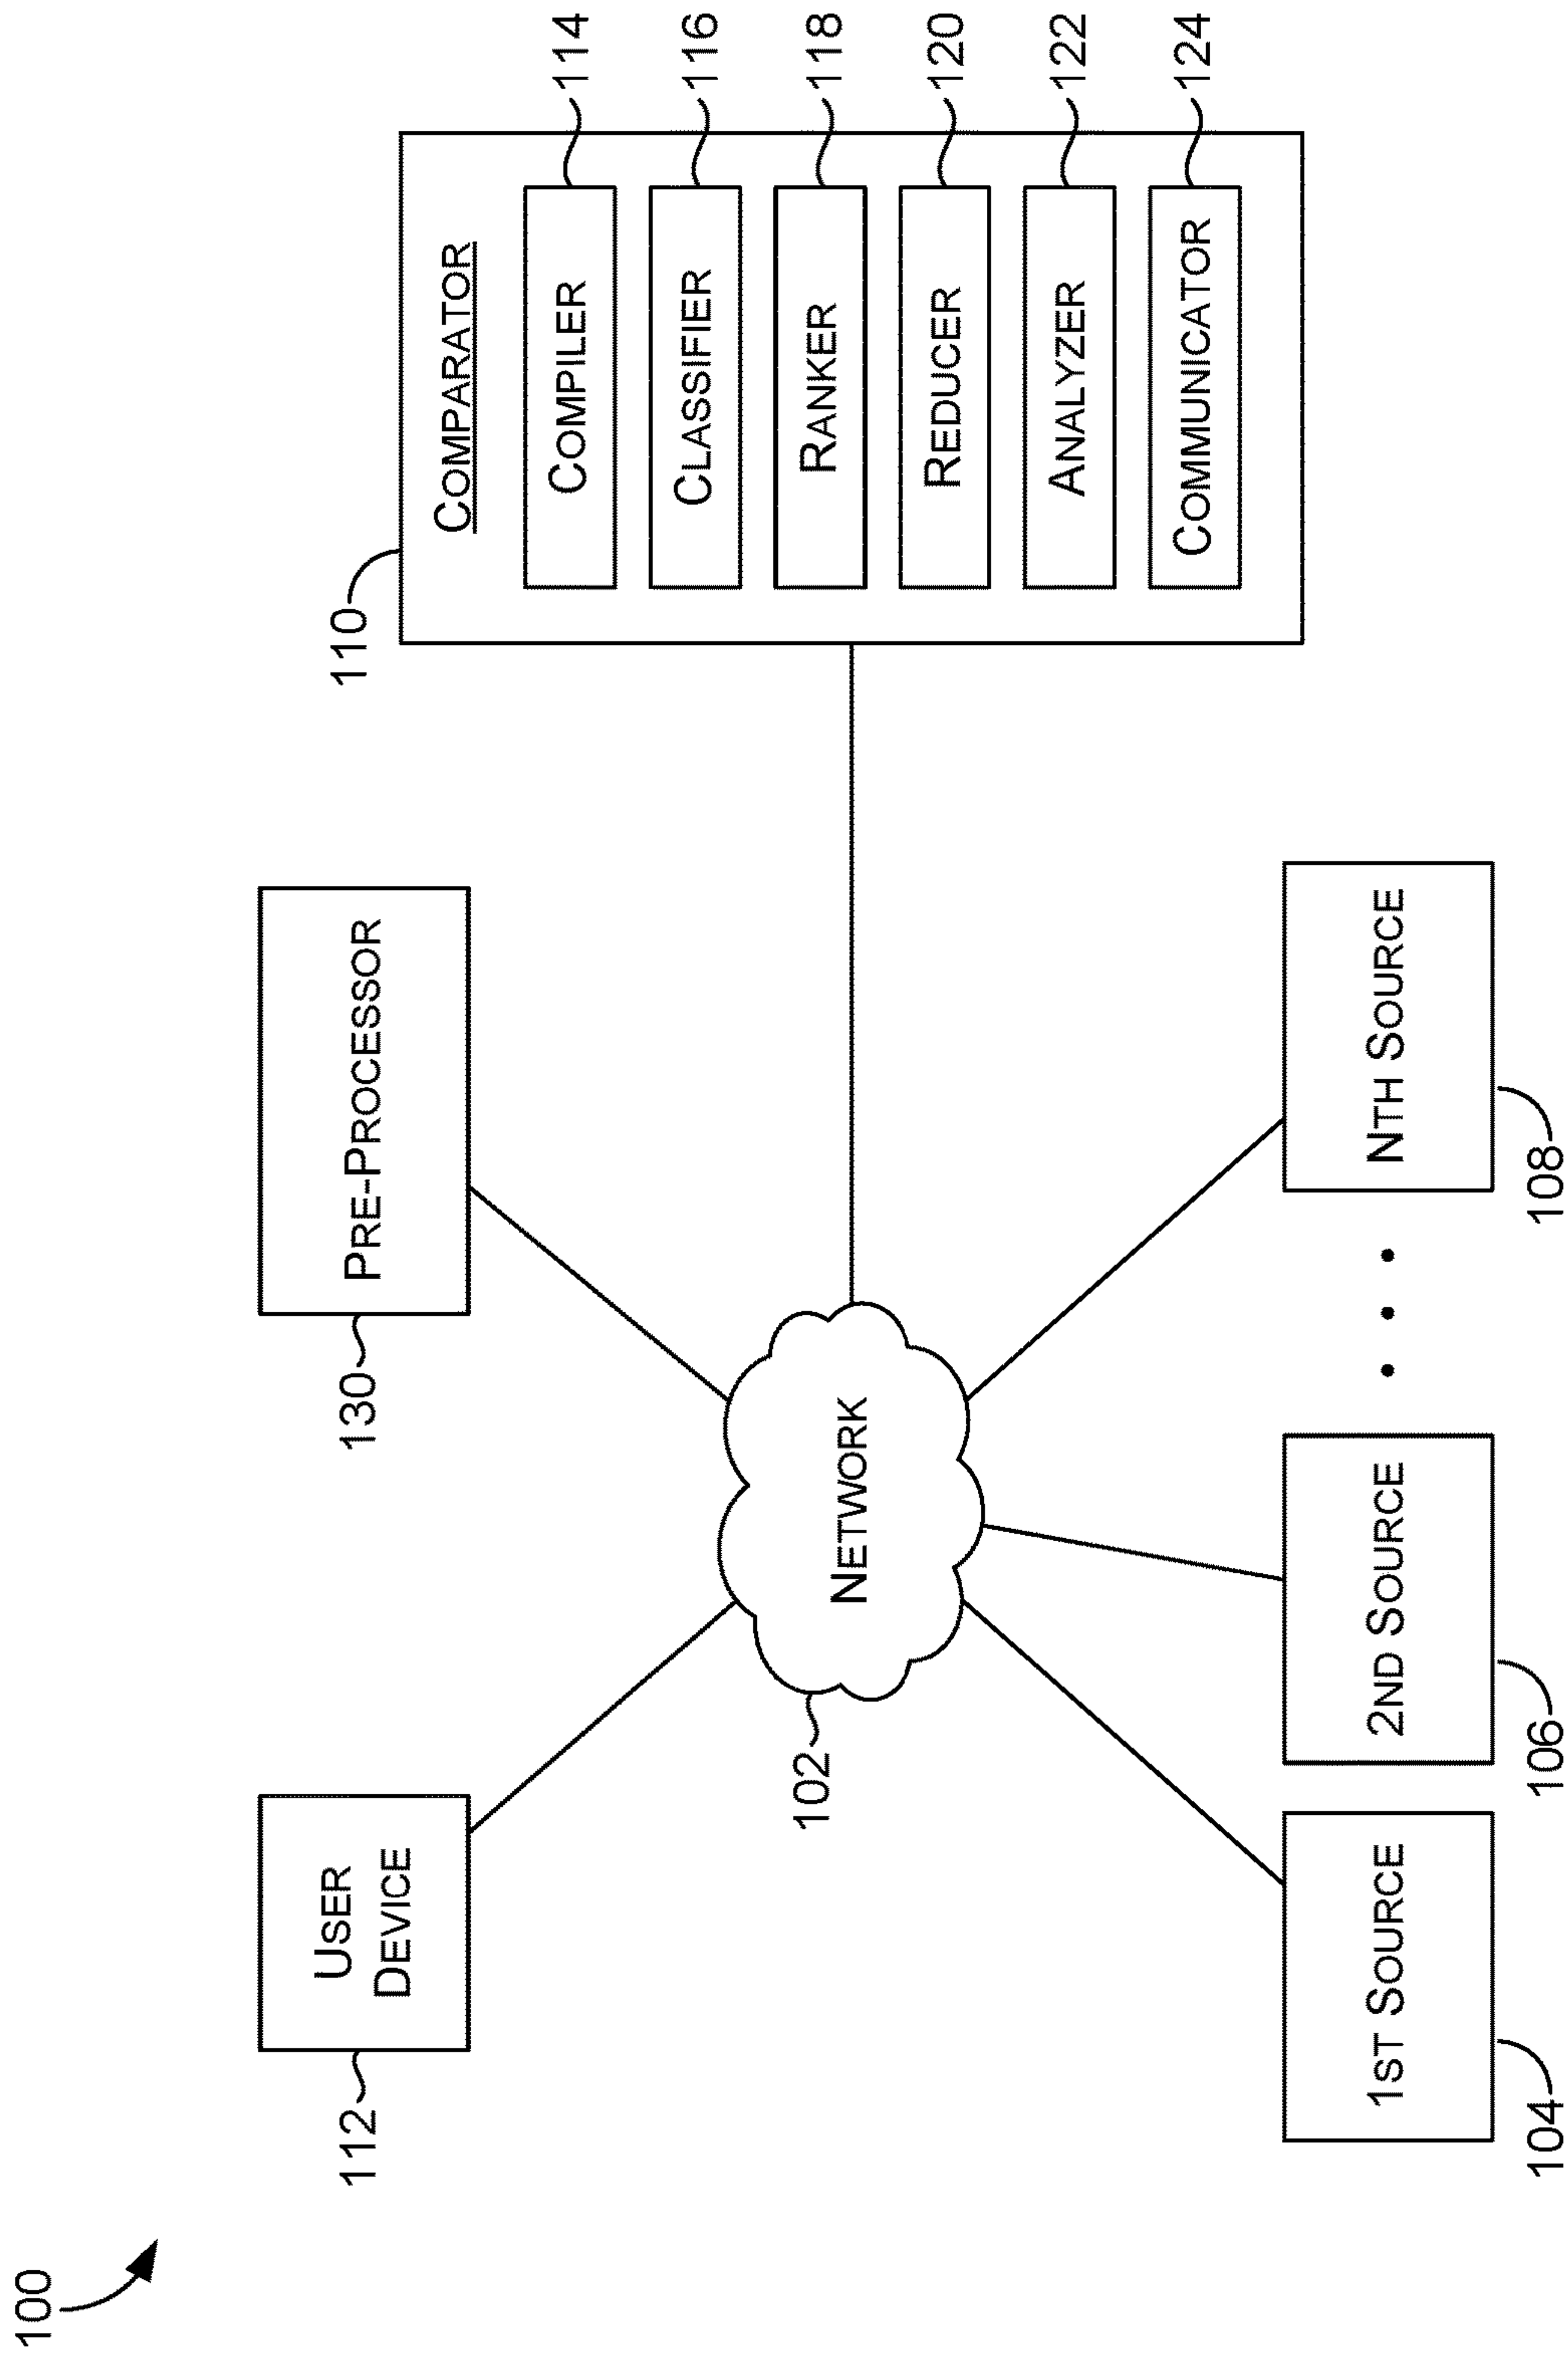 100
112
USER
DEVICE
130
PRE-PROCESSOR
110
COMPARATOR
COMPILER
114
CLASSIFIER
116
RANKER
118
REDUCER
120
ANALYZER
122
COMMUNICATOR
124
102
NETWORK
1ST SOURCE
104
2ND SOURCE
106
NTH SOURCE
108